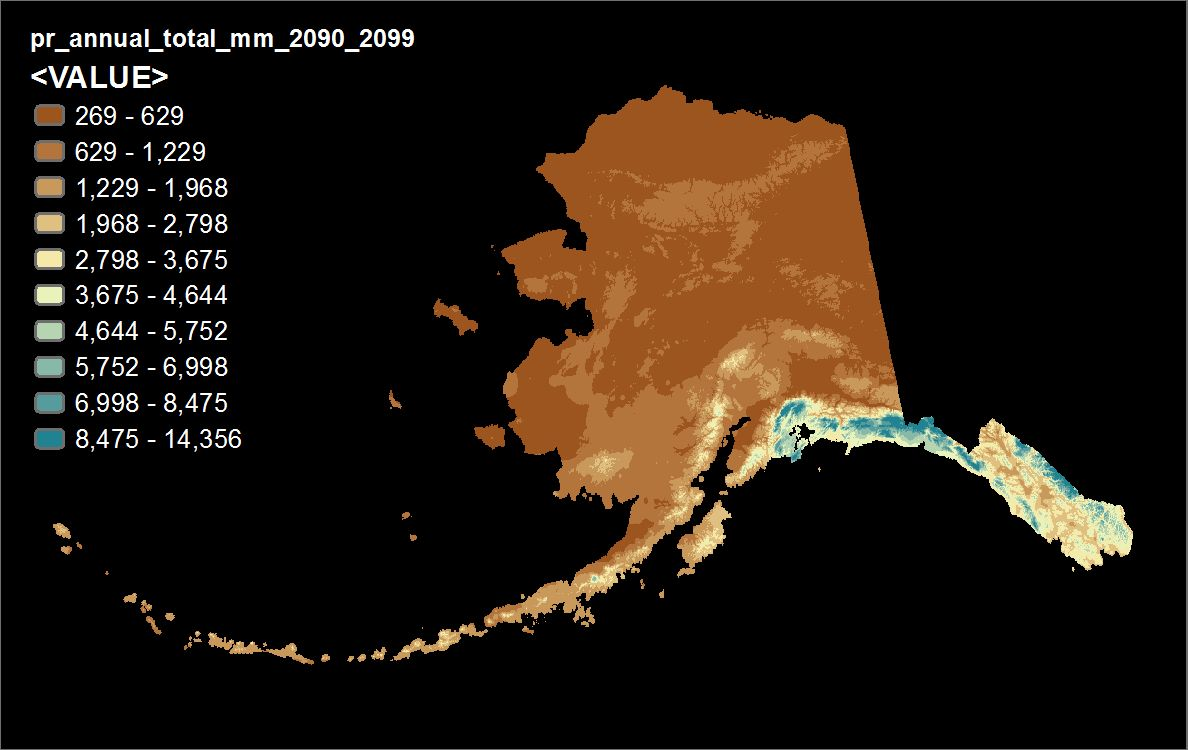 pr_annual_total_mm_2090_2099
<VALUE>
269 - 629
629 - 1,229
1,229 - 1,968
1,968 - 2,798
2,798 - 3,675
3,675 - 4,644
4,644 - 5,752
5,752 - 6,998
6,998 - 8,475
8,475 - 14,356